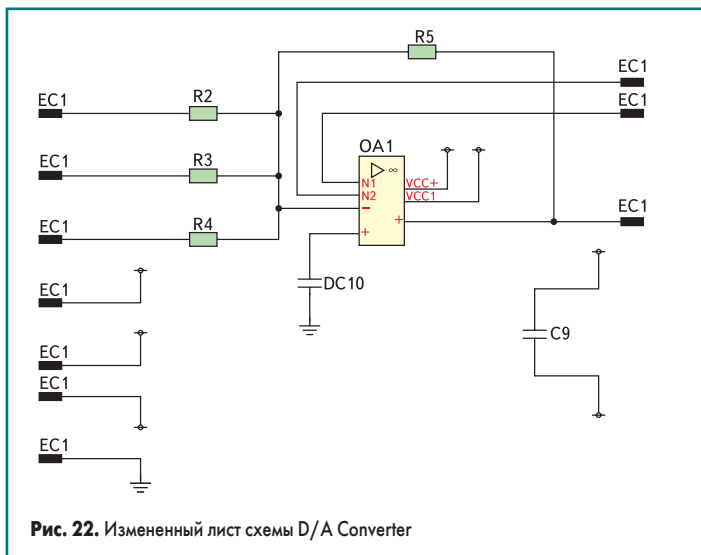 R5
EC1
EC1
R2
EC1
OA1
∞
R3
EC1
N1
VCC+
N2
VCC1
−
R4
+
EC1
EC1
+
EC1
DC10
C9
EC1
EC1
EC1
Рис. 22. Измененный лист схемы D/A Converter